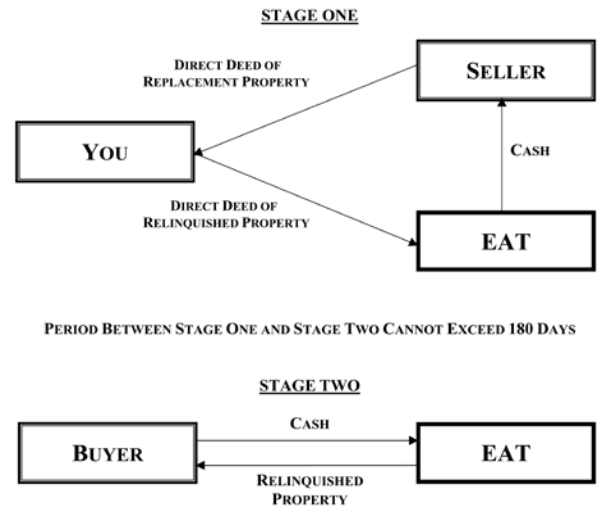 STAGE ONE
DIRECT DEED OF
REPLACEMENT PROPERTY
SELLER
YOU
CASH
DIRECT DEED OF
RELINQUISHED PROPERTY
EAT
PERIOD BETWEEN STAGE ONE AND STAGE TWO CANNOT EXCEED 180 DAYS
STAGE TWO
CASH
BUYER
EAT
RELINQUISHED
PROPERTY